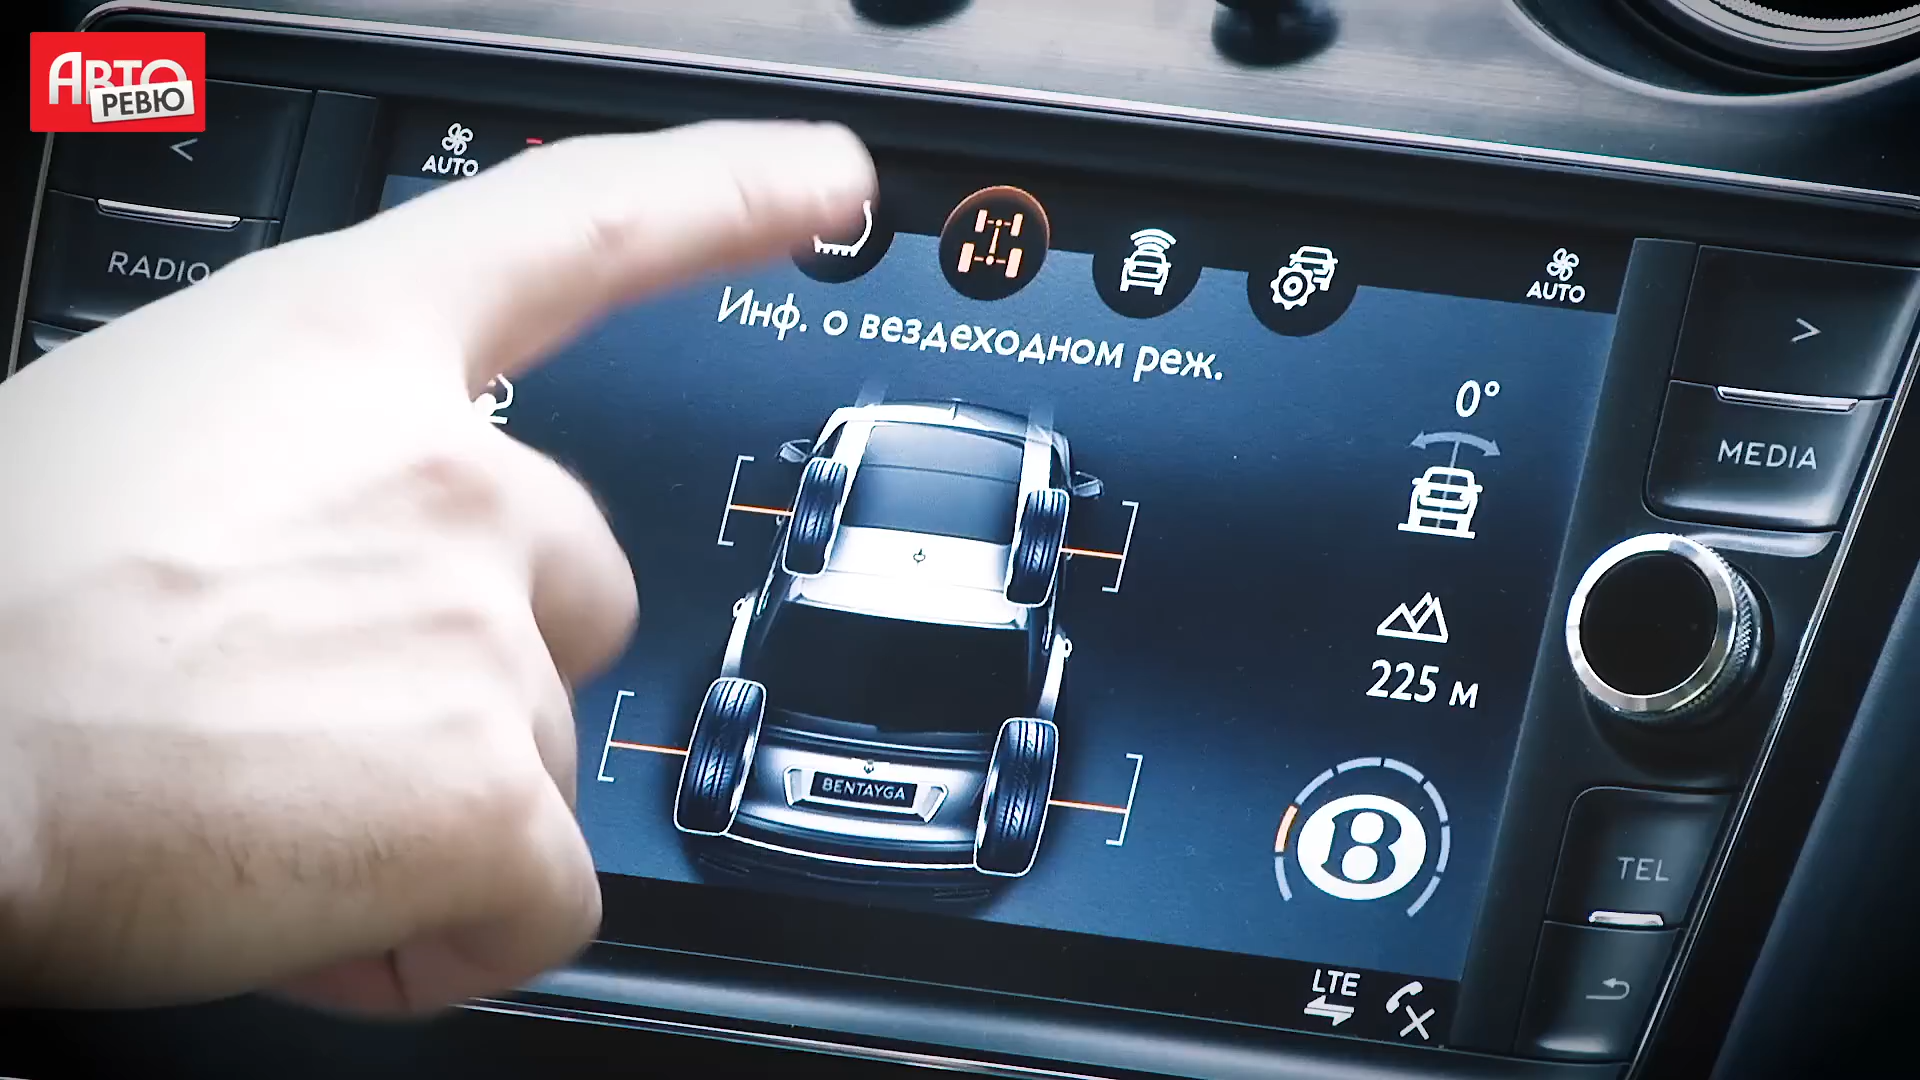 АВТО
РЕВЮ
AUTO
RADIO
Инф. о вездеходном реж.
AUTO
0°
MEDIA
225 м
BENTAYGA
B
TEL
LTE